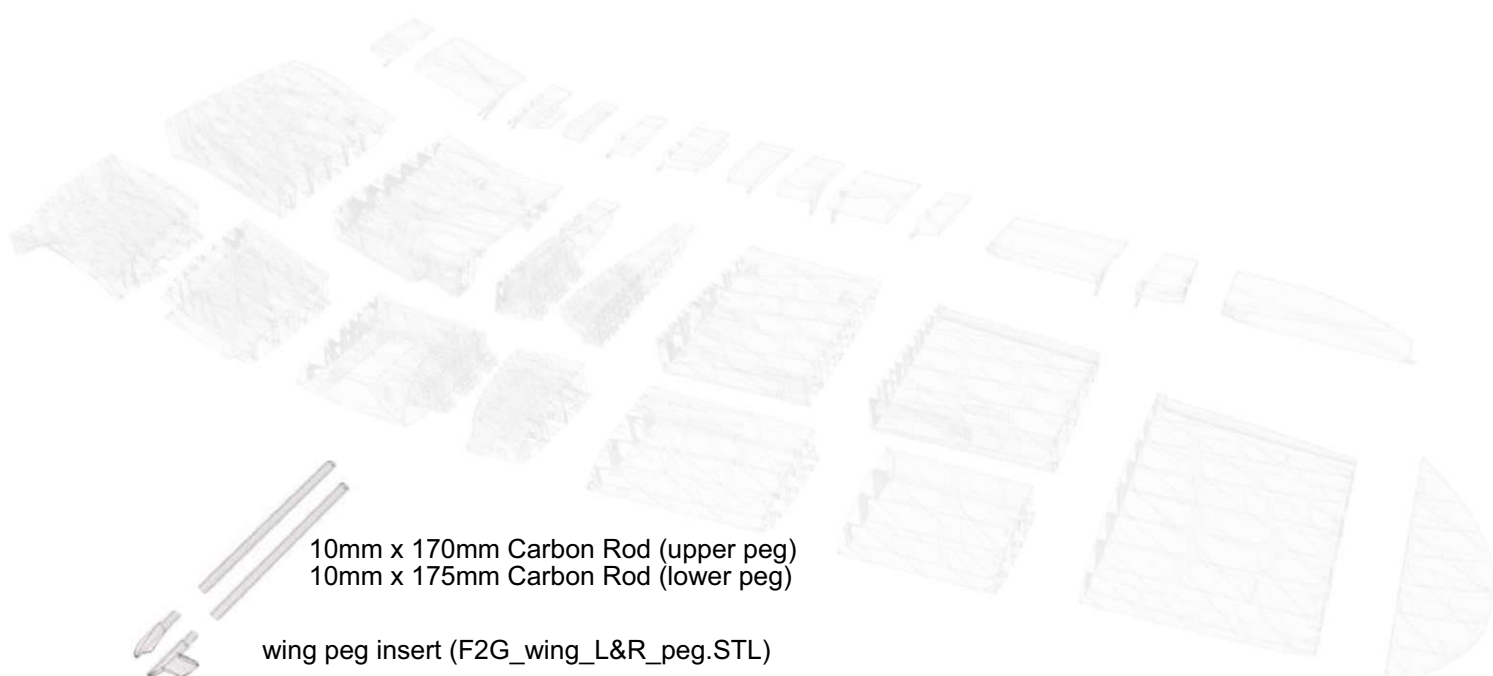 10mm x 170mm Carbon Rod (upper peg)
10mm x 175mm Carbon Rod (lower peg)
wing peg insert (F2G_wing_L&R_peg.STL)